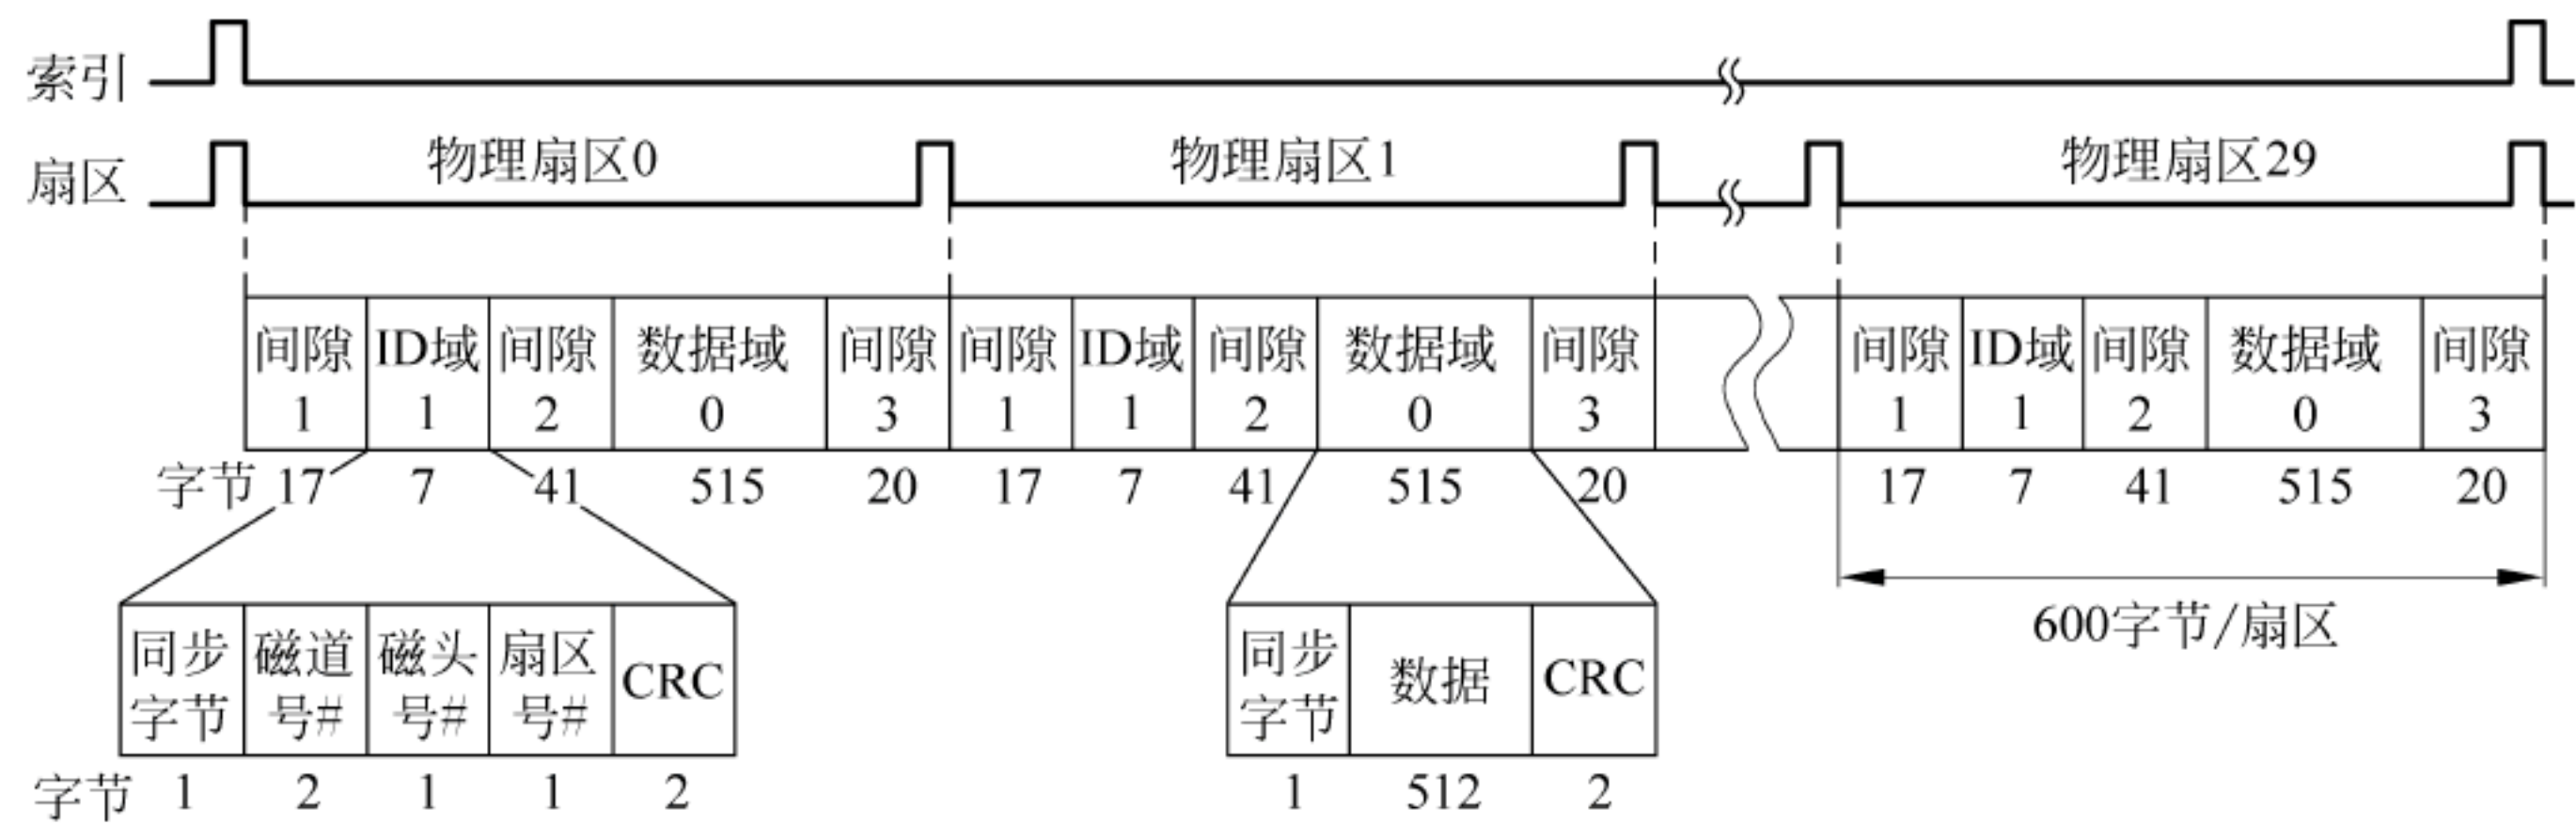 索引
扇区 物理扇区0 物理扇区1 物理扇区29
间隙 ID域 间隙 数据域 间隙 间隙 ID域 间隙 数据域 间隙 间隙 ID域 间隙 数据域 间隙
1 1 2 0 3 1 1 2 0 3 1 1 2 0 3
字节 17 7 41 515 20 17 7 41 515 20 17 7 41 515 20
600字节/扇区
同步 磁道 磁头 扇区 CRC 同步 数据 CRC
字节 号# 号# 号# 字节
字节 1 2 1 1 2 1 512 2